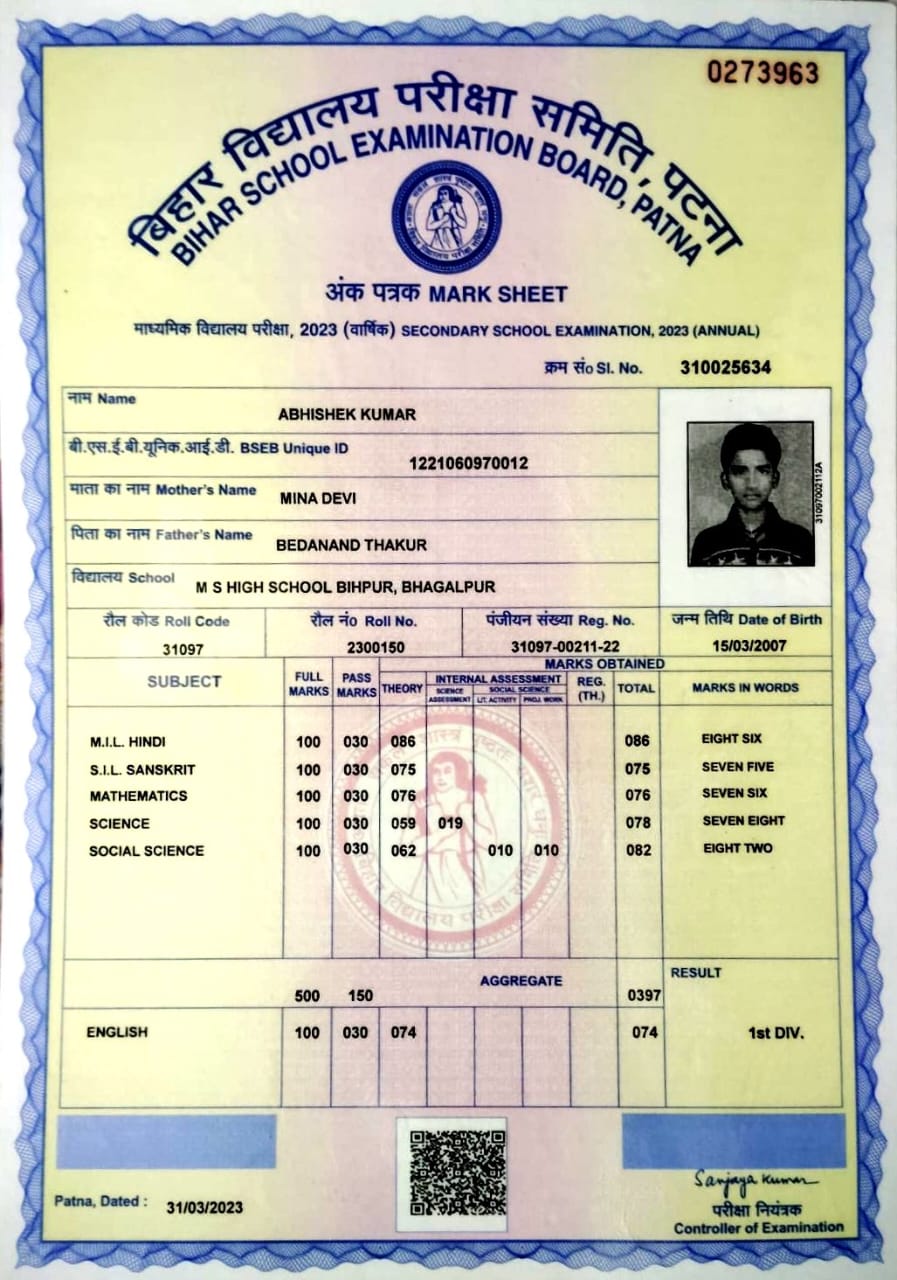 0273963
बिहार विद्यालय परीक्षा समिति, पटना
BIHAR SCHOOL EXAMINATION BOARD, PATNA
अंक पत्रक MARK SHEET
माध्यमिक विद्यालय परीक्षा, 2023 (वार्षिक) SECONDARY SCHOOL EXAMINATION, 2023 (ANNUAL)
क्रम सं० Sl. No. 310025634
नाम Name
ABHISHEK KUMAR
बी.एस.ई.बी.यूनिक.आई.डी. BSEB Unique ID
1221060970012
माता का नाम Mother's Name MINA DEVI
पिता का नाम Father's Name
BEDANAND THAKUR
विद्यालय School M S HIGH SCHOOL BIHPUR, BHAGALPUR
31097002112A
रौल कोड Roll Code रौल नं० Roll No. पंजीयन संख्या Reg. No. जन्म तिथि Date of Birth
31097 2300150 31097-00211-22 15/03/2007
MARKS OBTAINED
SUBJECT FULL MARKS PASS MARKS THEORY INTERNAL ASSESSMENT REG. (TH.) TOTAL MARKS IN WORDS
SCIENCE ASSESSMENT SOCIAL SCIENCE LIT. ACTIVITY PROJ. WORK
M.I.L. HINDI 100 030 086 086 EIGHT SIX
S.I.L. SANSKRIT 100 030 075 075 SEVEN FIVE
MATHEMATICS 100 030 076 076 SEVEN SIX
SCIENCE 100 030 059 019 078 SEVEN EIGHT
SOCIAL SCIENCE 100 030 062 010 010 082 EIGHT TWO
AGGREGATE RESULT
500 150 0397
ENGLISH 100 030 074 074 1st DIV.
Patna, Dated : 31/03/2023
Sanjaya Kumar
परीक्षा नियंत्रक
Controller of Examination